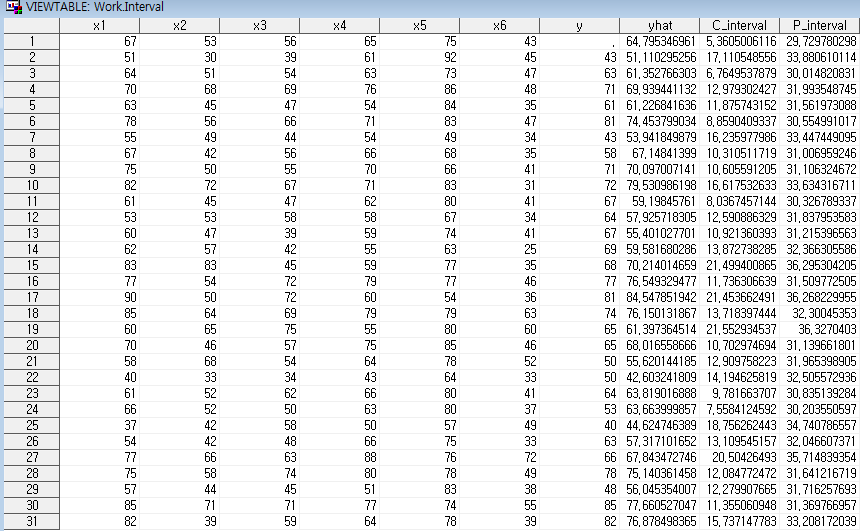 VIEWTABLE: Work.Interval
x1 x2 x3 x4 x5 x6 y yhat C_interval P_interval
1 67 53 56 65 75 43 . 64,795346961 5,3605006116 29,729780298
2 51 30 39 61 92 45 43 51,110295256 17,110548556 33,880610114
3 64 51 54 63 73 47 63 61,352766303 6,7649537879 30,014820831
4 70 68 69 76 86 48 71 69,939441132 12,979302427 31,993548745
5 63 45 47 54 84 35 61 61,226841636 11,875743152 31,561973088
6 78 56 66 71 83 47 81 74,453799034 8,8590409337 30,554991017
7 55 49 44 54 49 34 43 53,941849879 16,235977986 33,447449095
8 67 42 56 66 68 35 58 67,14841399 10,310511719 31,006959246
9 75 50 55 70 66 41 71 70,097007141 10,605591205 31,106324672
10 82 72 67 71 83 31 72 79,530986198 16,617532633 33,634316711
11 61 45 47 62 80 41 67 59,19845761 8,0367457144 30,326789337
12 53 53 58 58 67 34 64 57,925718305 12,590886329 31,837953583
13 60 47 39 59 74 41 67 55,401027701 10,921360393 31,215396563
14 62 57 42 55 63 25 69 59,581680286 13,872738285 32,366305586
15 83 83 45 59 77 35 68 70,214014659 21,499400865 36,295304205
16 77 54 72 79 77 46 77 76,549329477 11,736306639 31,509772505
17 90 50 72 60 54 36 81 84,547851942 21,453662491 36,268229955
18 85 64 69 79 79 63 74 76,150131867 13,718397444 32,30045353
19 60 65 75 55 80 60 65 61,397364514 21,552934537 36,3270403
20 70 46 57 75 85 46 65 68,016558666 10,702974694 31,139661801
21 58 68 54 64 78 52 50 55,620144185 12,909758223 31,965398905
22 40 33 34 43 64 33 50 42,603241809 14,194625819 32,505572936
23 61 52 62 66 80 41 64 63,819016888 9,781663707 30,835139284
24 66 52 50 63 80 37 53 63,663999857 7,5584124592 30,203550597
25 37 42 58 50 57 49 40 44,624746389 18,756262443 34,740786557
26 54 42 48 66 75 33 63 57,317101652 13,109545157 32,046607371
27 77 66 63 88 76 72 66 67,843472746 20,50426493 35,714839354
28 75 58 74 80 78 49 78 75,140361458 12,084772472 31,641216719
29 57 44 45 51 83 38 48 56,045354007 12,279907665 31,716257693
30 85 71 71 77 74 55 85 77,660527047 11,355060948 31,369766957
31 82 39 59 64 78 39 82 76,878498365 15,737147783 33,208172039